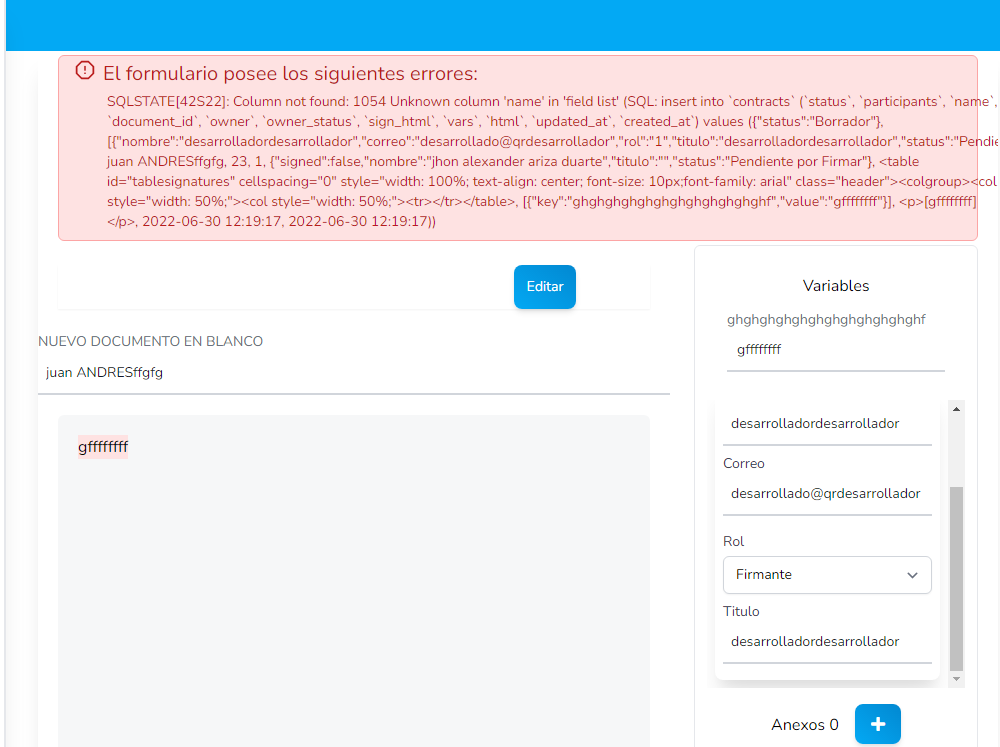 El formulario posee los siguientes errores:
SQLSTATE[42S22]: Column not found: 1054 Unknown column 'name' in 'field list' (SQL: insert into `contracts` (`status`, `participants`, `name`,
`document_id`, `owner`, `owner_status`, `sign_html`, `vars`, `html`, `updated_at`, `created_at`) values ({"status":"Borrador"},
[{"nombre":"desarrolladordesarrollador","correo":"desarrollado@qrdesarrollador","rol":"1","titulo":"desarrolladordesarrollador","status":"Pendie
juan ANDRESffgfg, 23, 1, {"signed":false,"nombre":"jhon alexander ariza duarte","titulo":"","status":"Pendiente por Firmar"}, <table
id="tablesignatures" cellspacing="0" style="width: 100%; text-align: center; font-size: 10px;font-family: arial" class="header"><colgroup><col
style="width: 50%;"><col style="width: 50%;"><tr></tr></table>, [{"key":"ghghghghghghghghghghghghf","value":"gffffffff"}], <p>[gffffffff]
</p>, 2022-06-30 12:19:17, 2022-06-30 12:19:17))
Editar
NUEVO DOCUMENTO EN BLANCO
juan ANDRESffgfg
gffffffff
Variables
ghghghghghghghghghghghghf
gffffffff
desarrolladordesarrollador
Correo
desarrollado@qrdesarrollador
Rol
Firmante
Titulo
desarrolladordesarrollador
Anexos 0
+